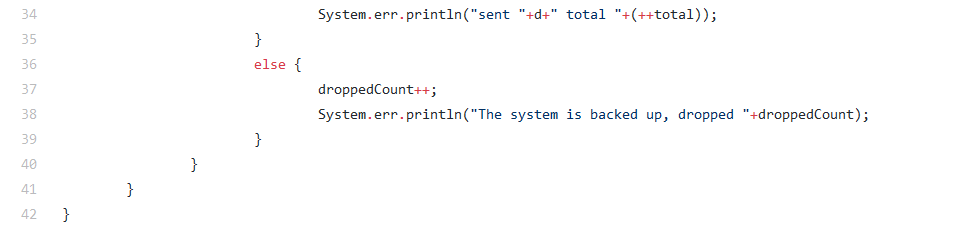 34 System.err.println("sent "+d+" total "+(++total));
35 }
36 else {
37 droppedCount++;
38 System.err.println("The system is backed up, dropped "+droppedCount);
39 }
40 }
41 }
42 }